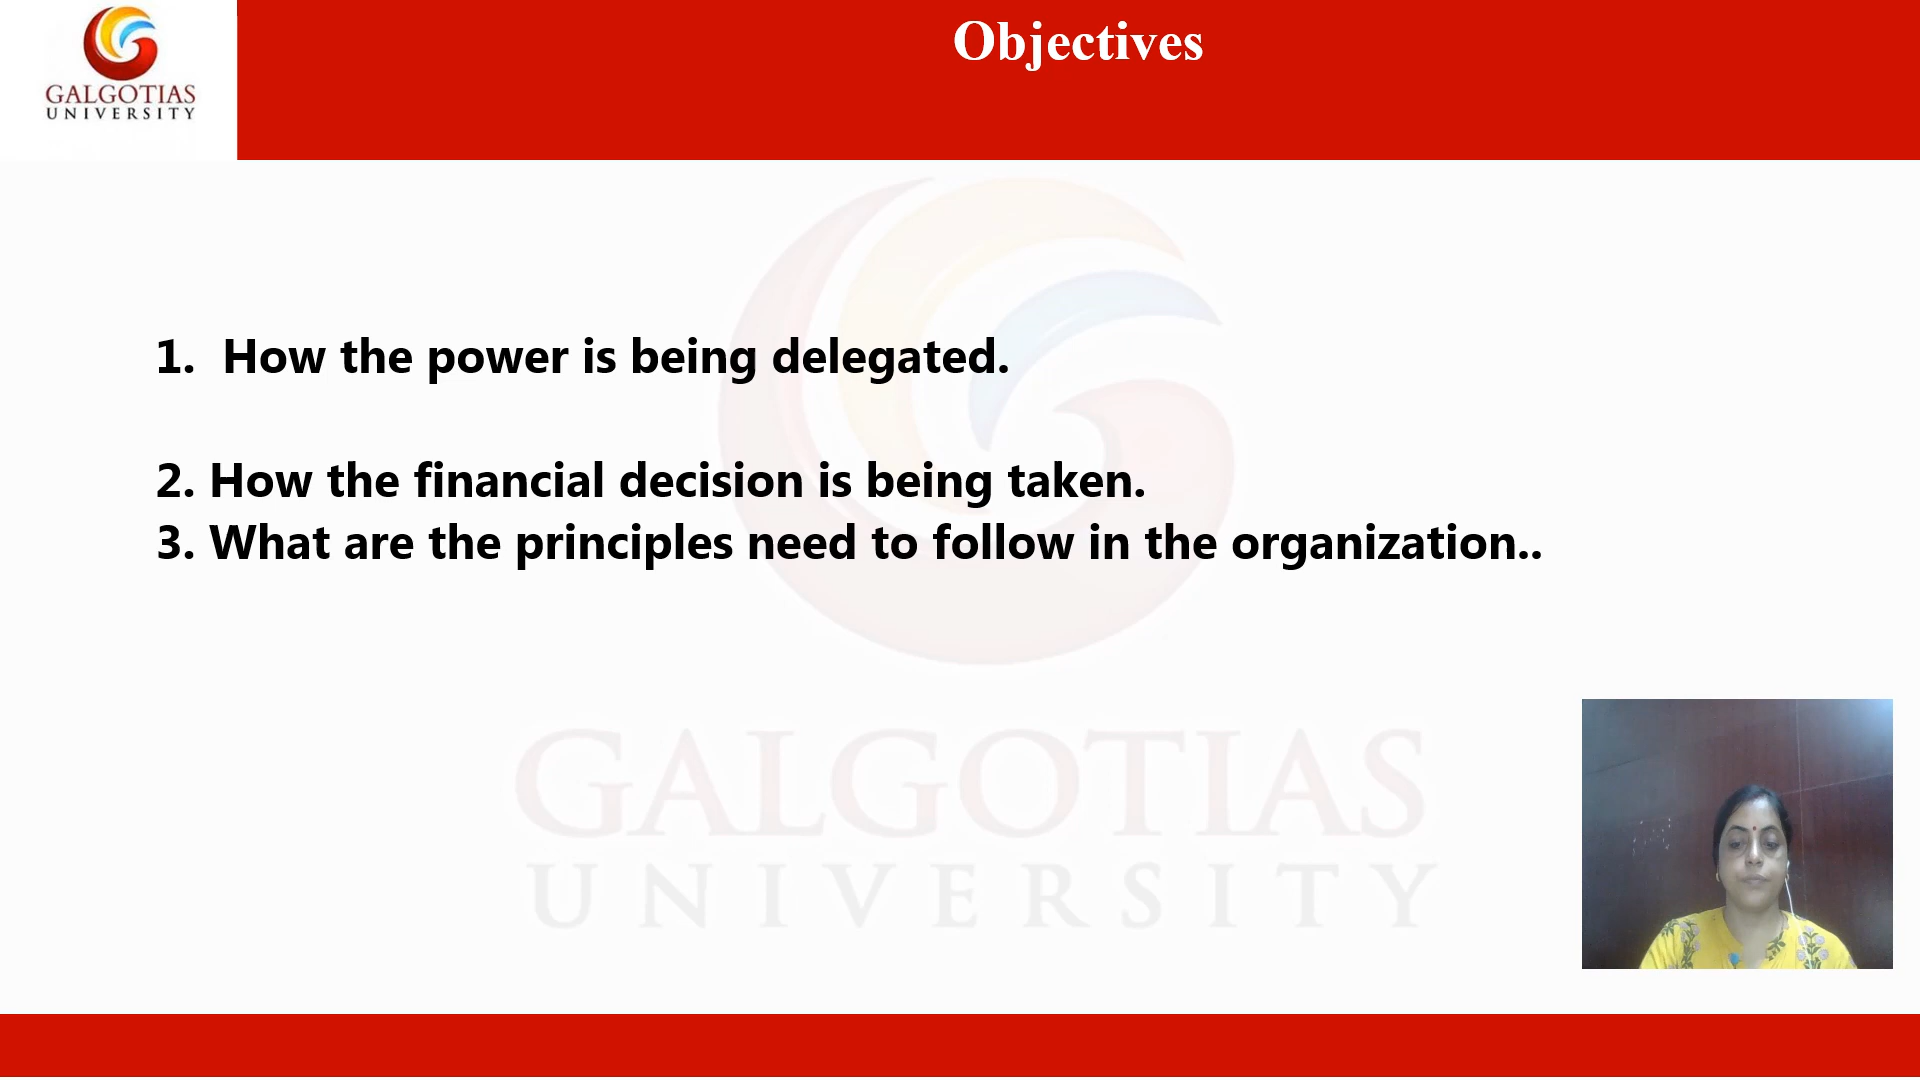 GALGOTIAS
UNIVERSITY
Objectives
1. How the power is being delegated.
2. How the financial decision is being taken.
3. What are the principles need to follow in the organization..
GALGOTIAS
UNIVERSITY